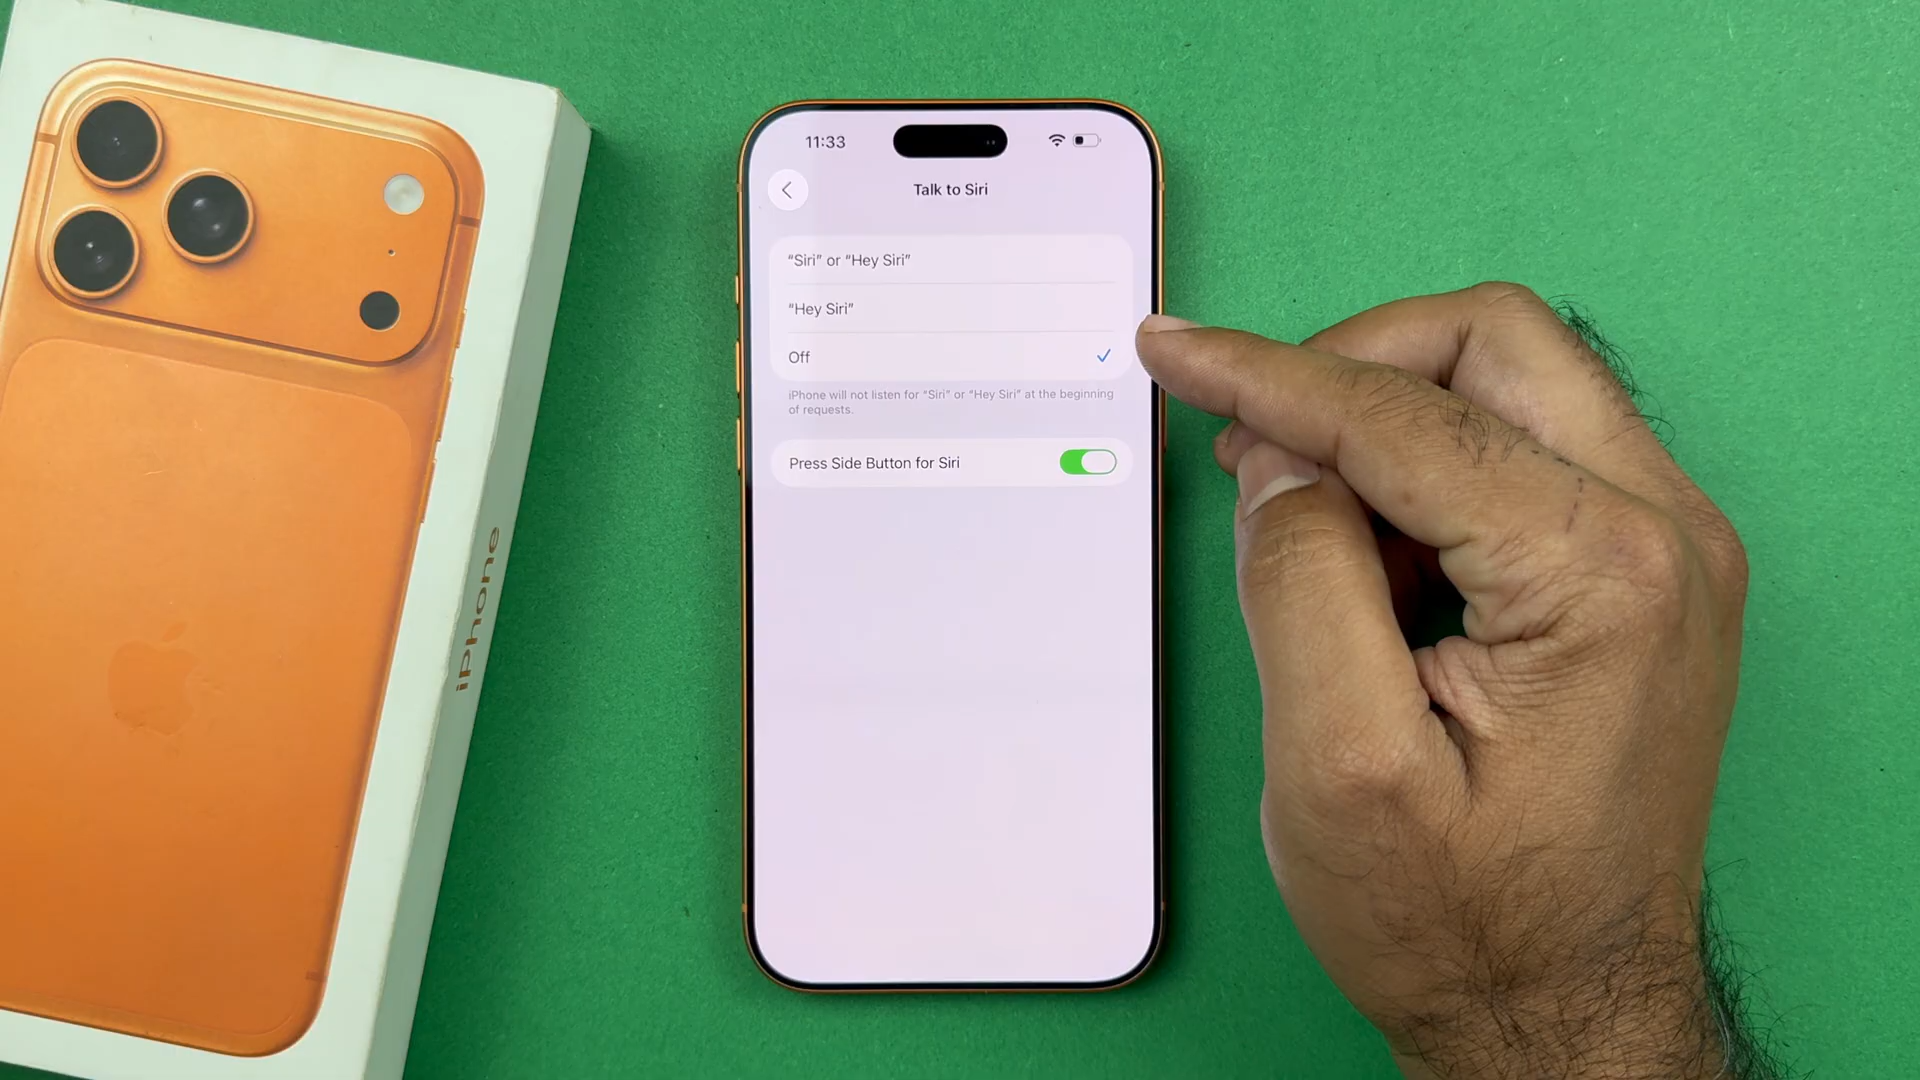 iPhone
11:33
Talk to Siri
“Siri” or “Hey Siri”
“Hey Siri”
Off
iPhone will not listen for “Siri” or “Hey Siri” at the beginning
of requests.
Press Side Button for Siri